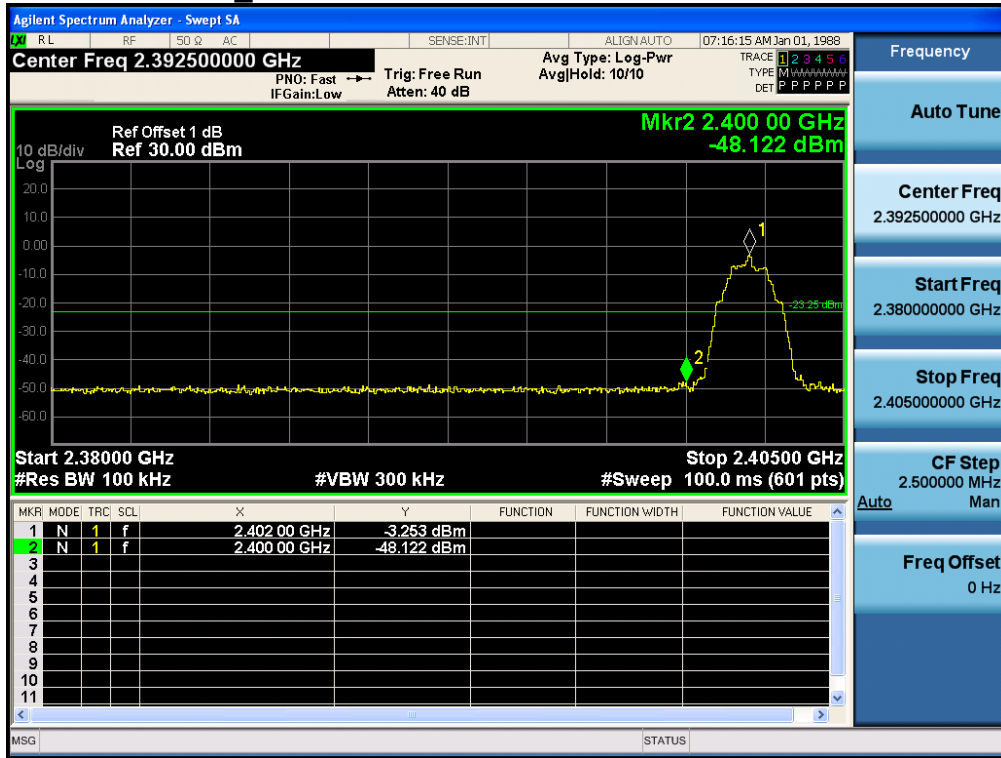 Agilent Spectrum Analyzer - Swept SA
LXI RL RF 50 Ω AC SENSE:INT ALIGN AUTO 07:16:15 AM Jan 01, 1988
Center Freq 2.392500000 GHz
PNO: Fast
IFGain:Low
Trig: Free Run
Atten: 40 dB
Avg Type: Log-Pwr
Avg|Hold: 10/10
TRACE 1 2 3 4 5 6
TYPE M WWWWW
DET P P P P P P
Mkr2 2.400 00 GHz
-48.122 dBm
Ref Offset 1 dB
10 dB/div Ref 30.00 dBm
Log
20.0
10.0
0.00
-10.0
-20.0
-30.0
-40.0
-50.0
-60.0
1
-23.25 dBm
2
Start 2.38000 GHz Stop 2.40500 GHz
#Res BW 100 kHz #VBW 300 kHz #Sweep 100.0 ms (601 pts)
MKR MODE TRC SCL X Y FUNCTION FUNCTION WIDTH FUNCTION VALUE
1 N 1 f 2.402 00 GHz -3.253 dBm
2 N 1 f 2.400 00 GHz -48.122 dBm
3
4
5
6
7
8
9
10
11
MSG STATUS
Frequency
Auto Tune
Center Freq
2.392500000 GHz
Start Freq
2.380000000 GHz
Stop Freq
2.405000000 GHz
CF Step
2.500000 MHz
Auto Man
Freq Offset
0 Hz